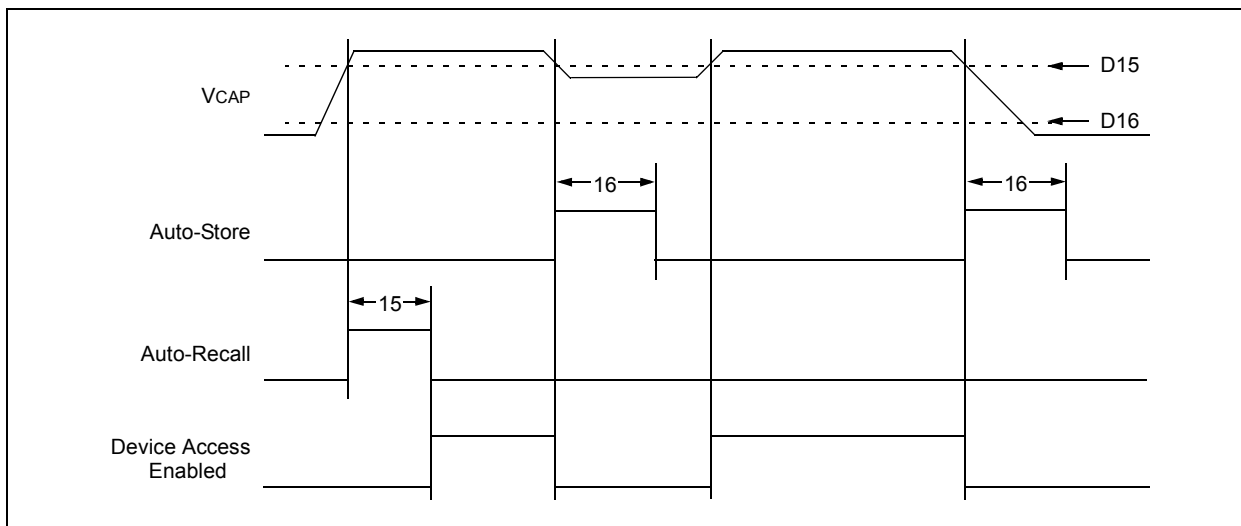 D15
VCAP
D16
16
16
Auto-Store
15
Auto-Recall
Device Access
Enabled